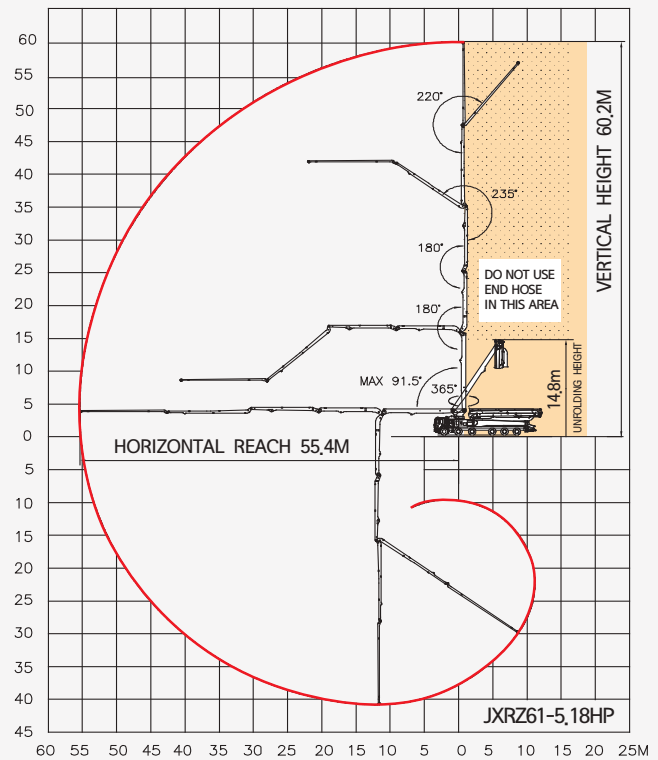 60
55
50
45
40
35
30
25
20
15
10
5
0
5
10
15
20
25
30
35
40
45
220°
235°
180°
180°
MAX 91.5°
365°
DO NOT USE
END HOSE
IN THIS AREA
VERTICAL HEIGHT 60.2M
14.8m
UNFOLDING HEIGHT
HORIZONTAL REACH 55.4M
JXRZ61-5.18HP
60 55 50 45 40 35 30 25 20 15 10 5 0 5 10 15 20 25M